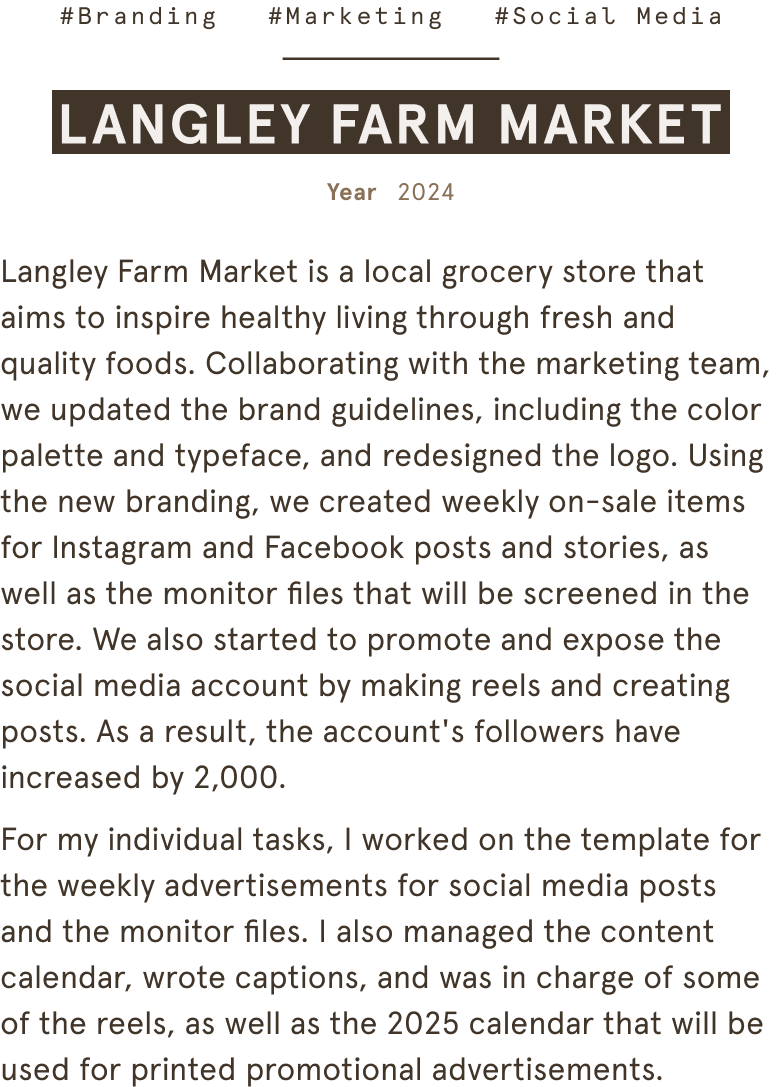 #Branding #Marketing #Social Media
LANGLEY FARM MARKET
Year 2024
Langley Farm Market is a local grocery store that
aims to inspire healthy living through fresh and
quality foods. Collaborating with the marketing team,
we updated the brand guidelines, including the color
palette and typeface, and redesigned the logo. Using
the new branding, we created weekly on-sale items
for Instagram and Facebook posts and stories, as
well as the monitor files that will be screened in the
store. We also started to promote and expose the
social media account by making reels and creating
posts. As a result, the account's followers have
increased by 2,000.
For my individual tasks, I worked on the template for
the weekly advertisements for social media posts
and the monitor files. I also managed the content
calendar, wrote captions, and was in charge of some
of the reels, as well as the 2025 calendar that will be
used for printed promotional advertisements.